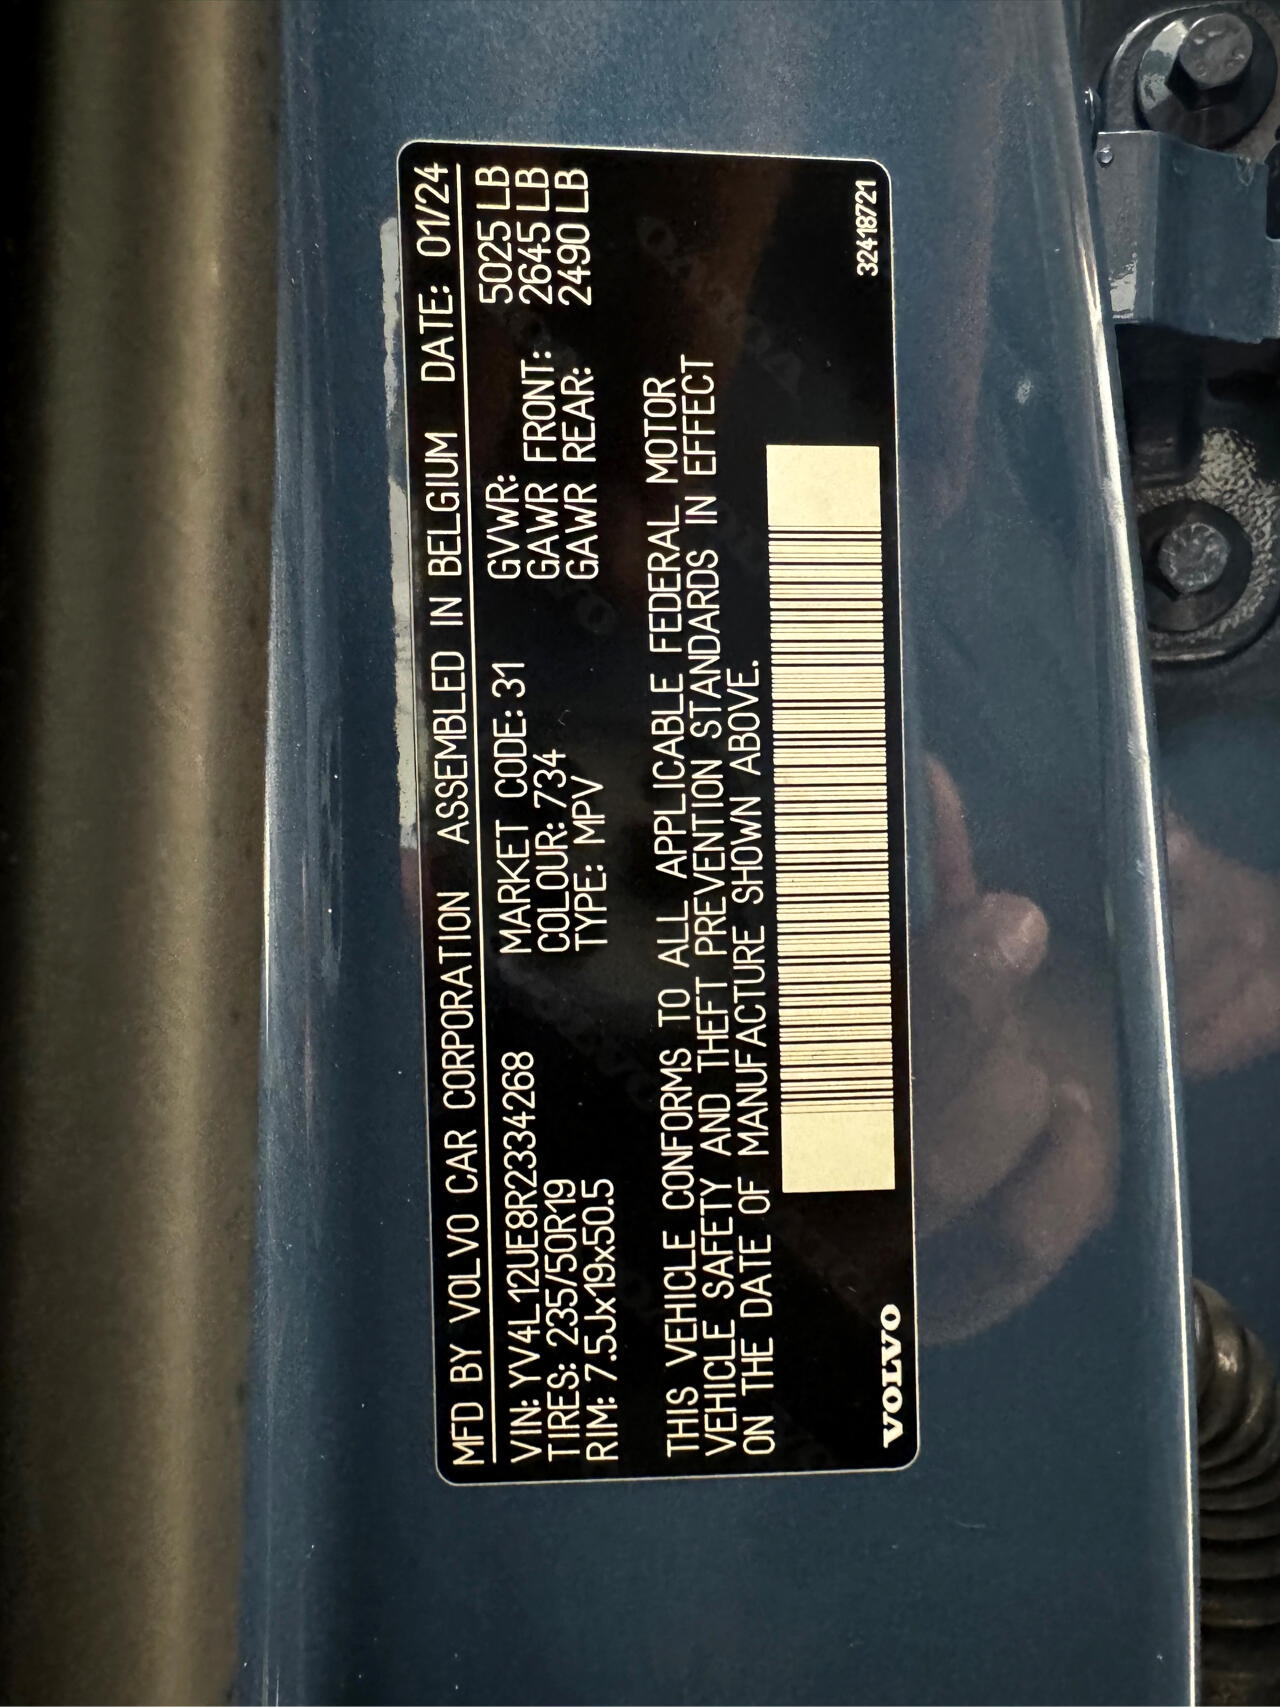 MFD BY VOLVO CAR CORPORATION ASSEMBLED IN BELGIUM DATE: 01/24
VIN: YV4L12UE8R2334268 MARKET CODE: 31 GVWR: 5025 LB
TIRES: 235/50R19 COLOUR: 734 GAWR FRONT: 2645 LB
RIM: 7.5Jx19x50.5 TYPE: MPV GAWR REAR: 2490 LB
THIS VEHICLE CONFORMS TO ALL APPLICABLE FEDERAL MOTOR
VEHICLE SAFETY AND THEFT PREVENTION STANDARDS IN EFFECT
ON THE DATE OF MANUFACTURE SHOWN ABOVE.
VOLVO 32418721